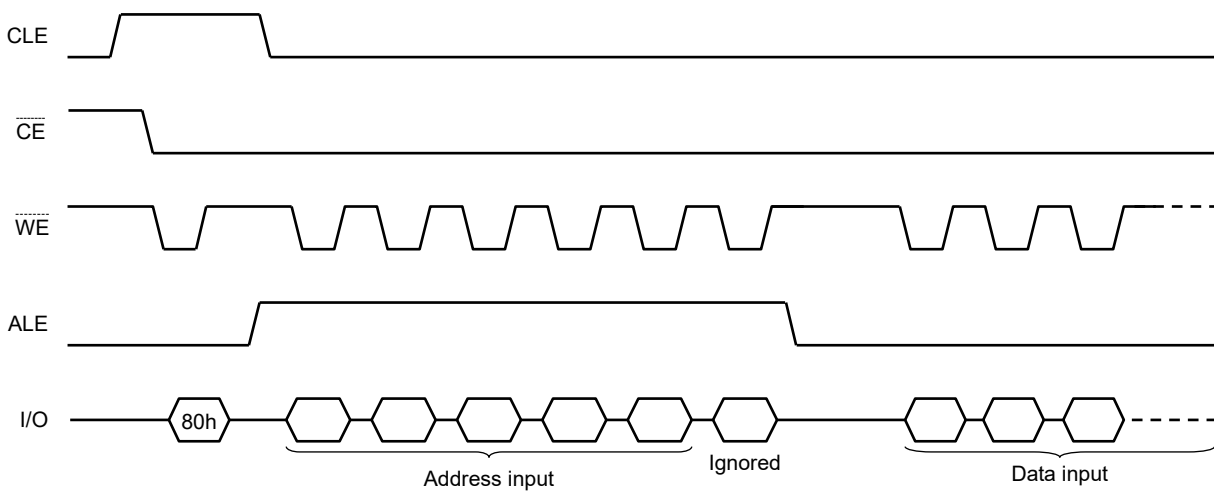 CLE
CE
WE
ALE
I/O
80h
Address input
Ignored
Data input